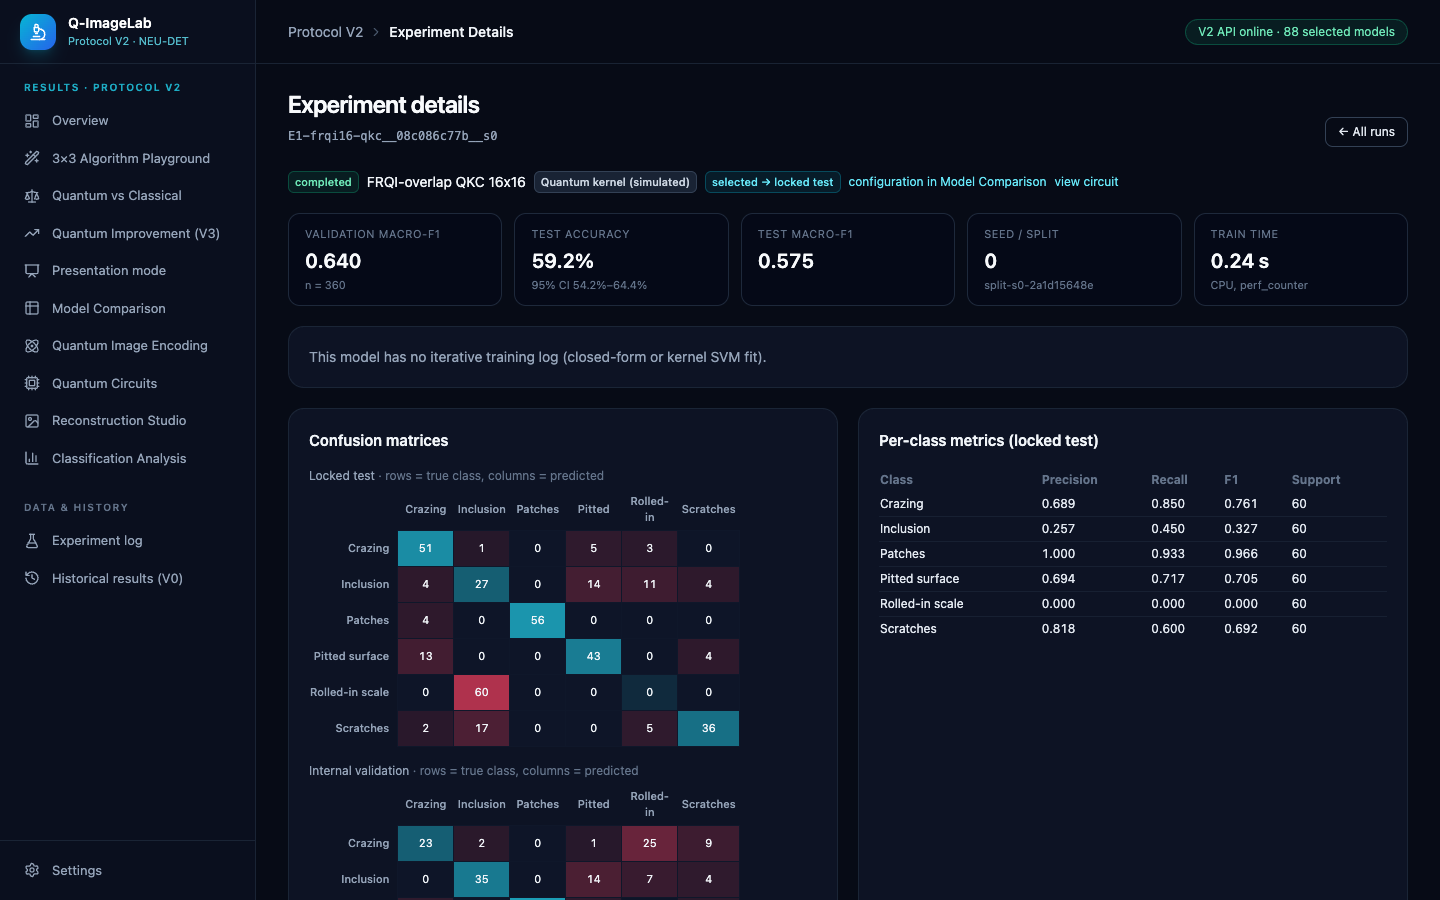 Q-ImageLab
Protocol V2 · NEU-DET
RESULTS · PROTOCOL V2
Overview
3×3 Algorithm Playground
Quantum vs Classical
Quantum Improvement (V3)
Presentation mode
Model Comparison
Quantum Image Encoding
Quantum Circuits
Reconstruction Studio
Classification Analysis
DATA & HISTORY
Experiment log
Historical results (V0)
Settings
Protocol V2 > Experiment Details
V2 API online · 88 selected models
Experiment details
E1-frqi16-qkc__08c086c77b__s0
← All runs
completed FRQI-overlap QKC 16x16 Quantum kernel (simulated) selected → locked test configuration in Model Comparison view circuit
VALIDATION MACRO-F1
0.640
n = 360
TEST ACCURACY
59.2%
95% CI 54.2%–64.4%
TEST MACRO-F1
0.575
SEED / SPLIT
0
split-s0-2a1d15648e
TRAIN TIME
0.24 s
CPU, perf_counter
This model has no iterative training log (closed-form or kernel SVM fit).
Confusion matrices
Locked test · rows = true class, columns = predicted
Crazing Inclusion Patches Pitted Rolled-in Scratches
Crazing 51 1 0 5 3 0
Inclusion 4 27 0 14 11 4
Patches 4 0 56 0 0 0
Pitted surface 13 0 0 43 0 4
Rolled-in scale 0 60 0 0 0 0
Scratches 2 17 0 0 5 36
Internal validation · rows = true class, columns = predicted
Crazing Inclusion Patches Pitted Rolled-in Scratches
Crazing 23 2 0 1 25 9
Inclusion 0 35 0 14 7 4
Per-class metrics (locked test)
Class Precision Recall F1 Support
Crazing 0.689 0.850 0.761 60
Inclusion 0.257 0.450 0.327 60
Patches 1.000 0.933 0.966 60
Pitted surface 0.694 0.717 0.705 60
Rolled-in scale 0.000 0.000 0.000 60
Scratches 0.818 0.600 0.692 60